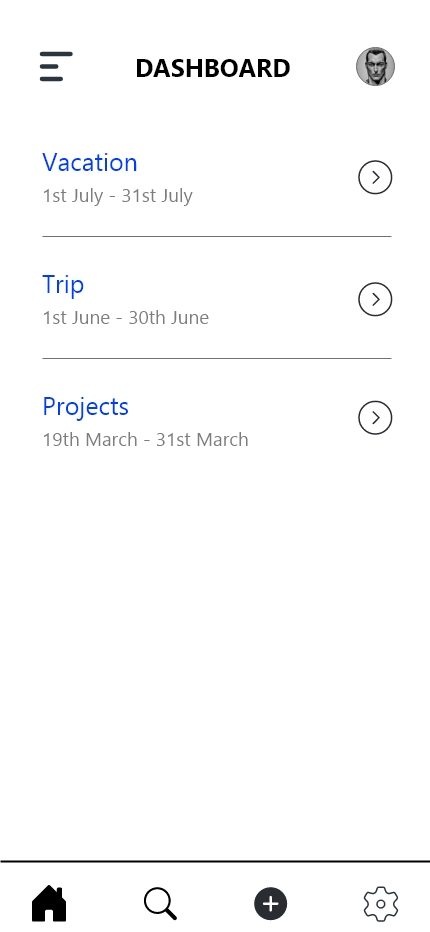 DASHBOARD
Vacation
1st July - 31st July
Trip
1st June - 30th June
Projects
19th March - 31st March